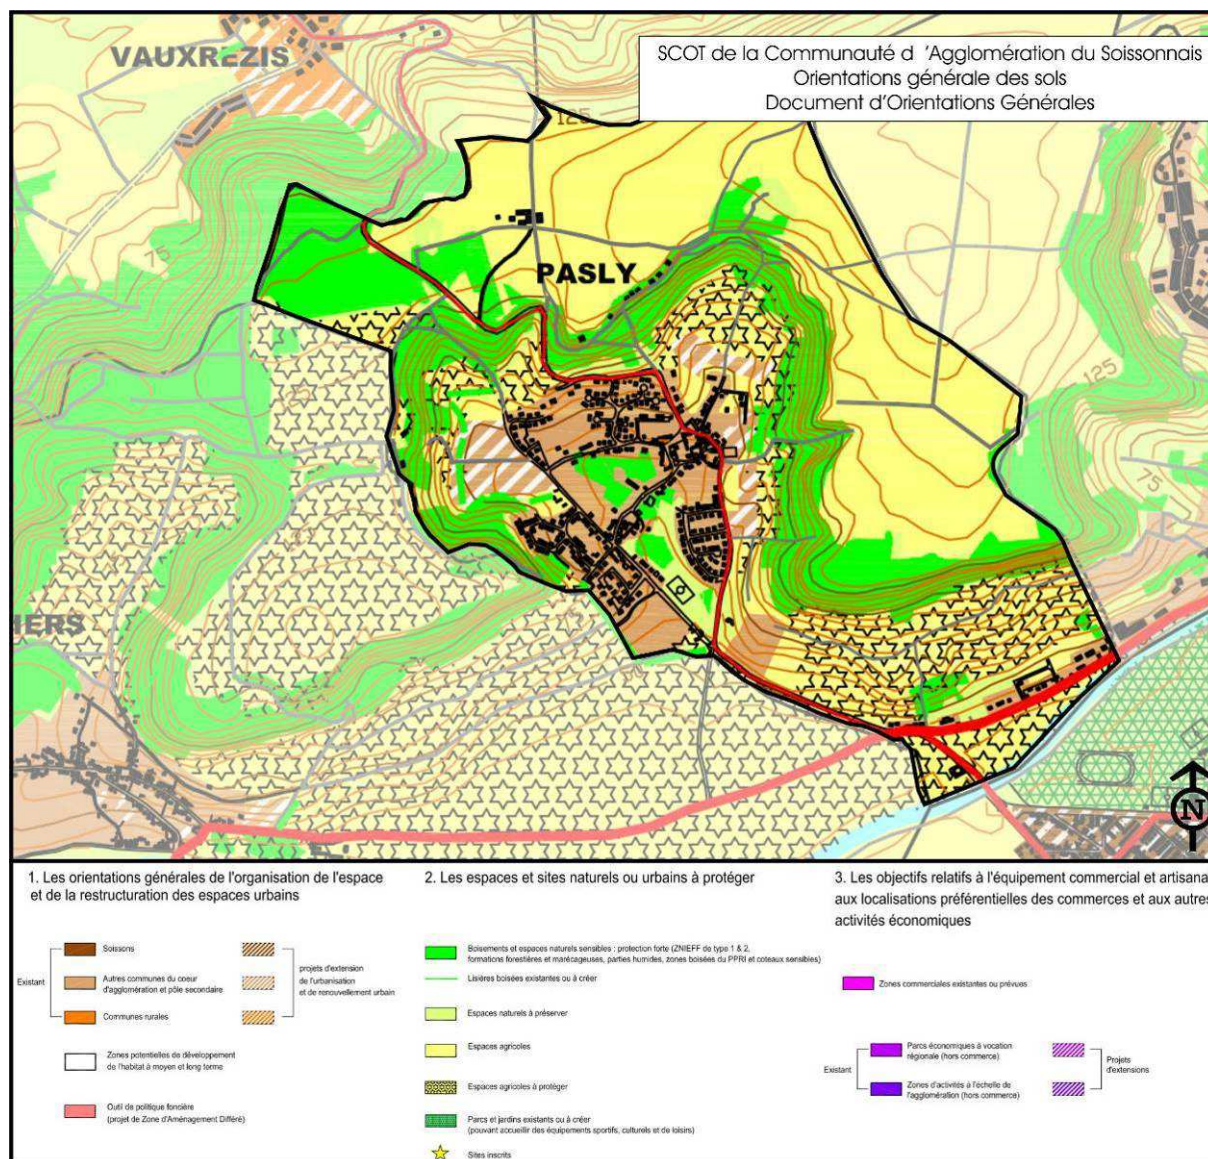 VAUXREZIS
SCOT de la Communauté d 'Agglomération du Soissonnais
Orientations générale des sols
Document d'Orientations Générales
125
75
PASLY
125
125
75
IERS
N
1. Les orientations générales de l'organisation de l'espace
et de la restructuration des espaces urbains
Existant
Soissons
Autres communes du coeur
d'agglomération et pôle secondaire
Communes rurales
projets d'extension
de l'urbanisation
et de renouvellement urbain
Zones potentielles de développement
de l'habitat à moyen et long terme
Outil de politique foncière
(projet de Zone d'Aménagement Différé)
2. Les espaces et sites naturels ou urbains à protéger
Boisements et espaces naturels sensibles : protection forte (ZNIEFF de type 1 & 2,
formations forestières et marécageuses, parties humides, zones boisées du PPRI et coteaux sensibles)
Lisières boisées existantes ou à créer
Espaces naturels à préserver
Espaces agricoles
Espaces agricoles à protéger
Parcs et jardins existants ou à créer
(pouvant accueillir des équipements sportifs, culturels et de loisirs)
Sites inscrits
3. Les objectifs relatifs à l'équipement commercial et artisana
aux localisations préférentielles des commerces et aux autres
activités économiques
Zones commerciales existantes ou prévues
Existant
Parcs économiques à vocation
régionale (hors commerce)
Zones d'activités à l'échelle de
l'agglomération (hors commerce)
Projets
d'extensions